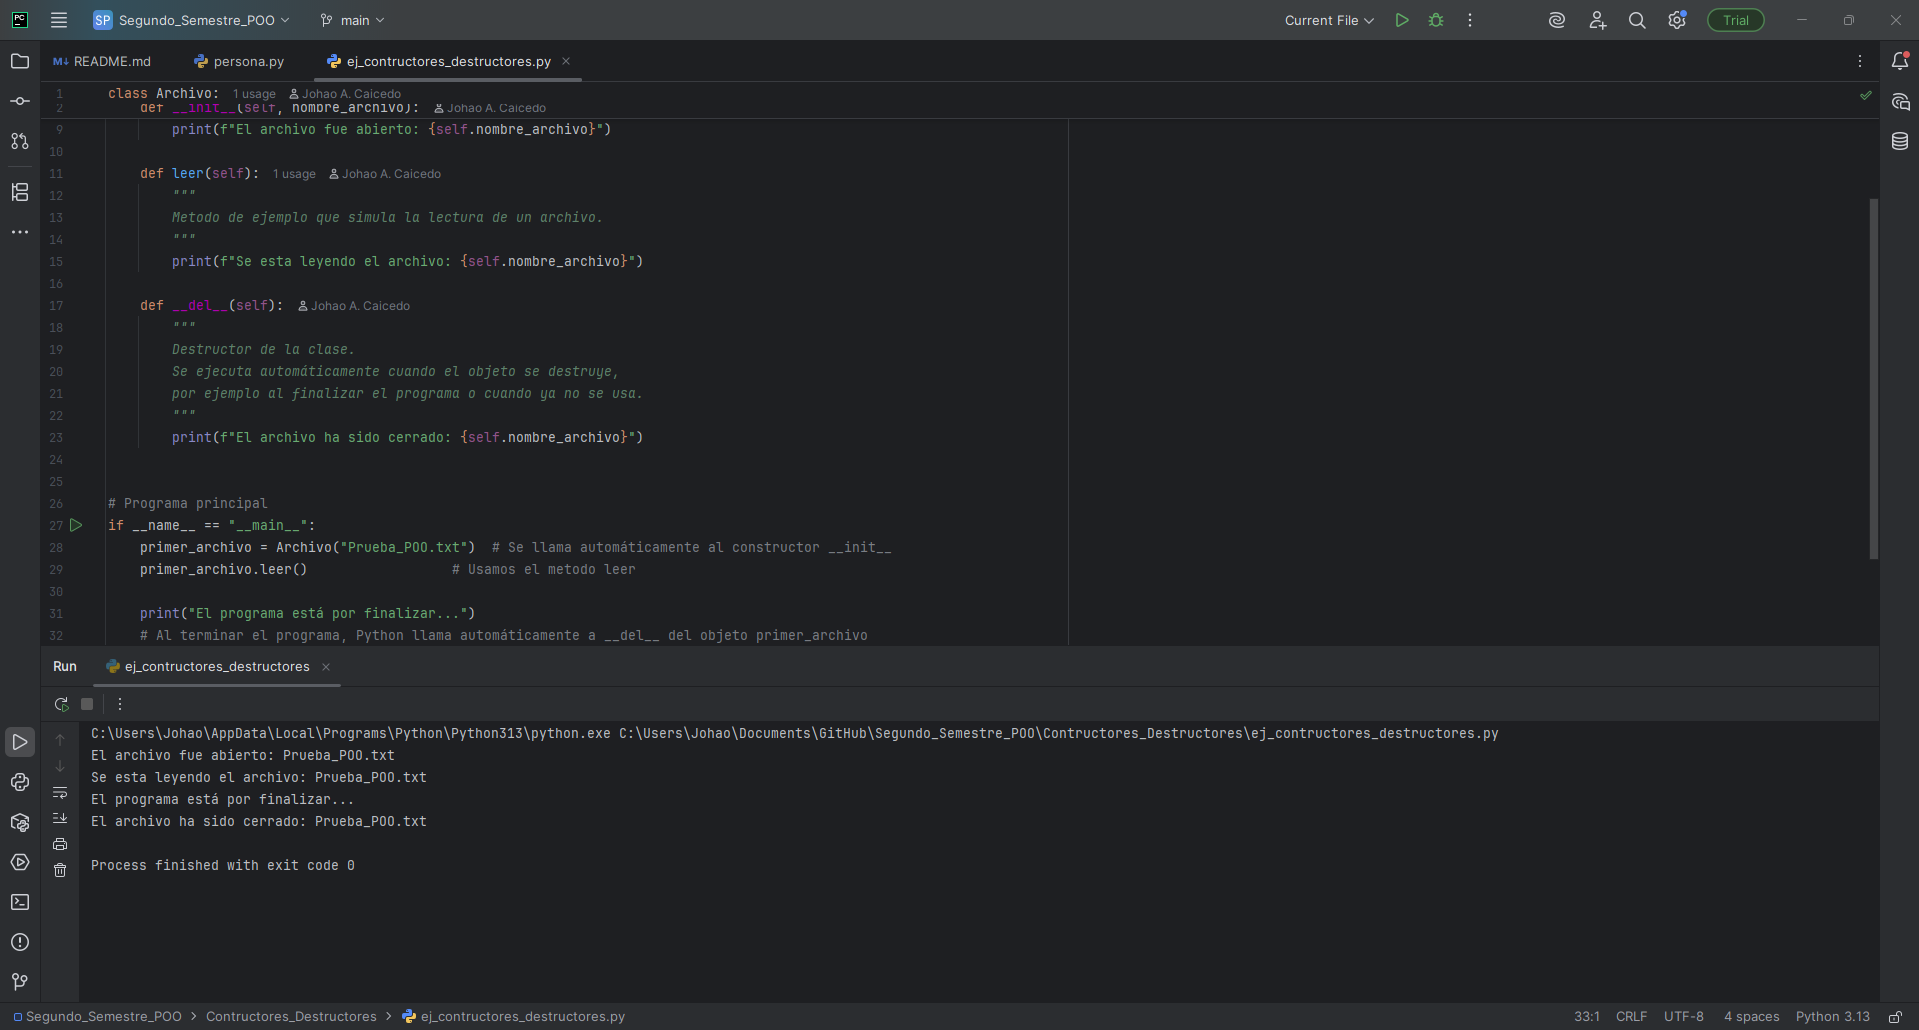 PC SP Segundo_Semestre_POO main Current File Trial
M↓ README.md persona.py ej_contructores_destructores.py
1 class Archivo: 1 usage Johao A. Caicedo
2 def __init__(self, nombre_archivo): Johao A. Caicedo
9 print(f"El archivo fue abierto: {self.nombre_archivo}")
10
11 def leer(self): 1 usage Johao A. Caicedo
12 """
13 Metodo de ejemplo que simula la lectura de un archivo.
14 """
15 print(f"Se esta leyendo el archivo: {self.nombre_archivo}")
16
17 def __del__(self): Johao A. Caicedo
18 """
19 Destructor de la clase.
20 Se ejecuta automáticamente cuando el objeto se destruye,
21 por ejemplo al finalizar el programa o cuando ya no se usa.
22 """
23 print(f"El archivo ha sido cerrado: {self.nombre_archivo}")
24
25
26 # Programa principal
27 if __name__ == "__main__":
28 primer_archivo = Archivo("Prueba_POO.txt") # Se llama automáticamente al constructor __init__
29 primer_archivo.leer() # Usamos el metodo leer
30
31 print("El programa está por finalizar...")
32 # Al terminar el programa, Python llama automáticamente a __del__ del objeto primer_archivo
Run ej_contructores_destructores
C:\Users\Johao\AppData\Local\Programs\Python\Python313\python.exe C:\Users\Johao\Documents\GitHub\Segundo_Semestre_POO\Contructores_Destructores\ej_contructores_destructores.py
El archivo fue abierto: Prueba_POO.txt
Se esta leyendo el archivo: Prueba_POO.txt
El programa está por finalizar...
El archivo ha sido cerrado: Prueba_POO.txt
Process finished with exit code 0
Segundo_Semestre_POO > Contructores_Destructores > ej_contructores_destructores.py 33:1 CRLF UTF-8 4 spaces Python 3.13